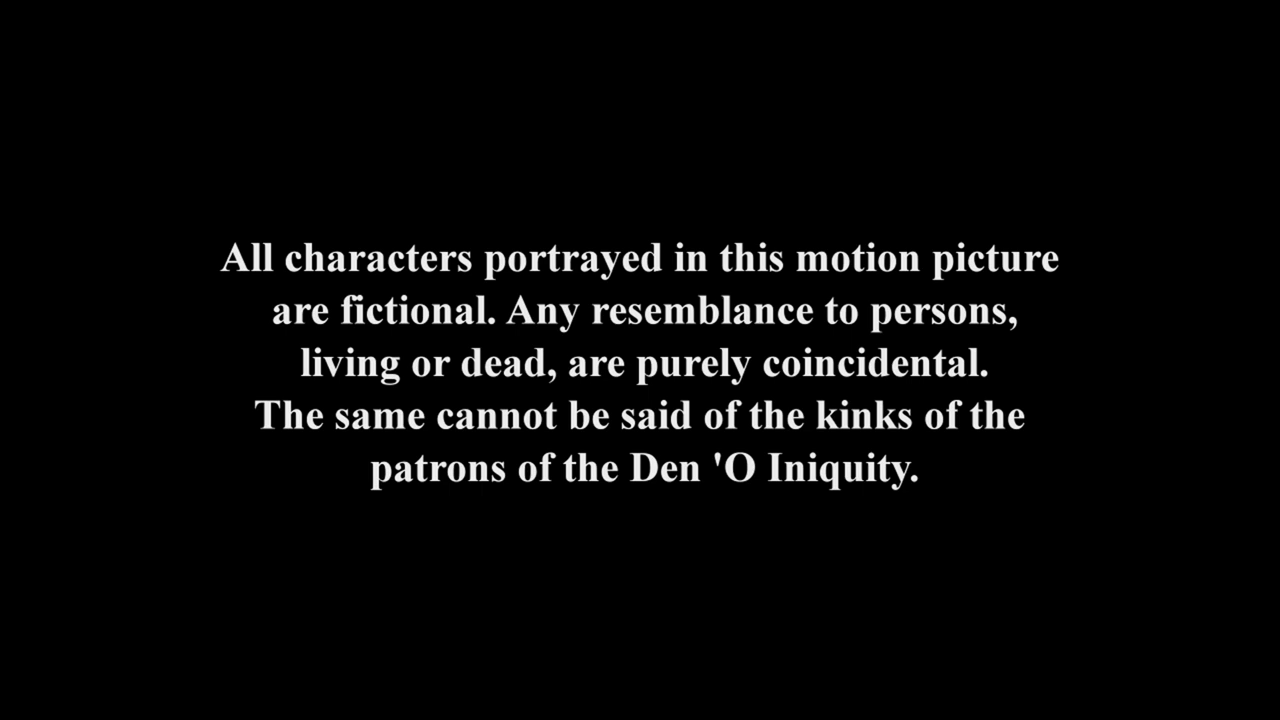 All characters portrayed in this motion picture
are fictional. Any resemblance to persons,
living or dead, are purely coincidental.
The same cannot be said of the kinks of the
patrons of the Den 'O Iniquity.